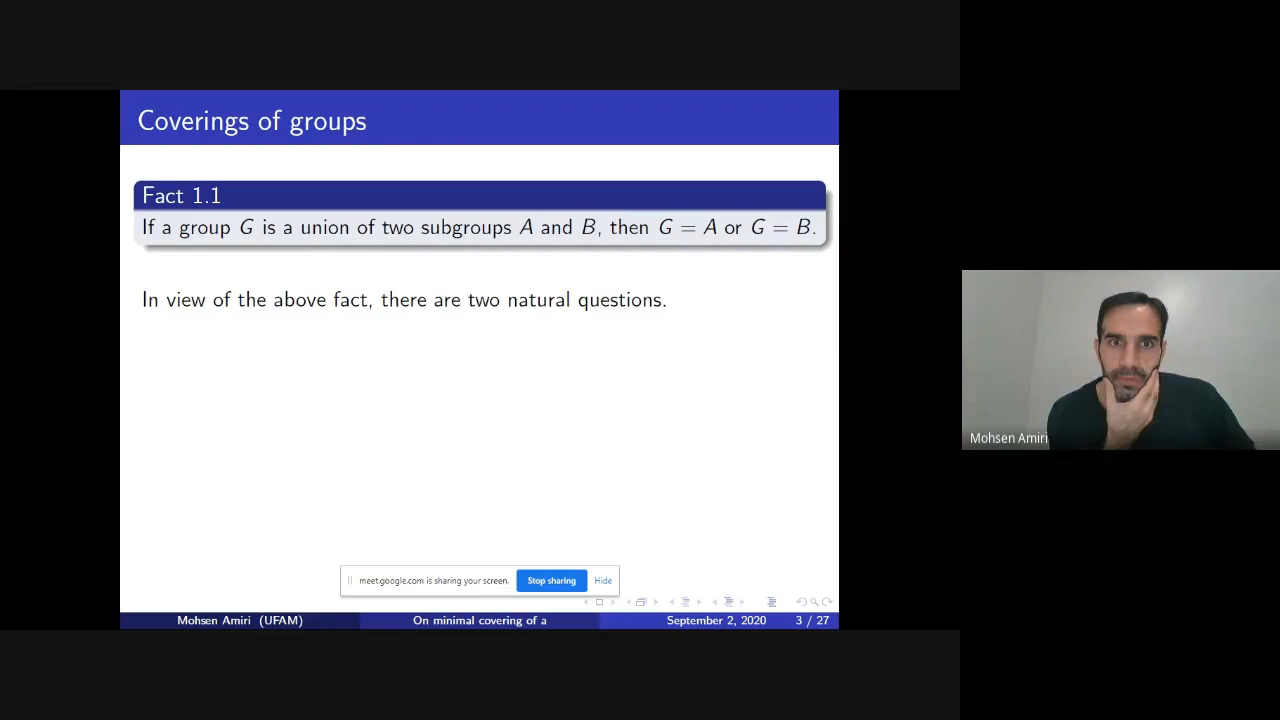 Coverings of groups
Fact 1.1
If a group G is a union of two subgroups A and B, then G = A or G = B.
In view of the above fact, there are two natural questions.
meet.google.com is sharing your screen. Stop sharing Hide
Mohsen Amiri (UFAM) On minimal covering of a September 2, 2020 3 / 27
Mohsen Amiri